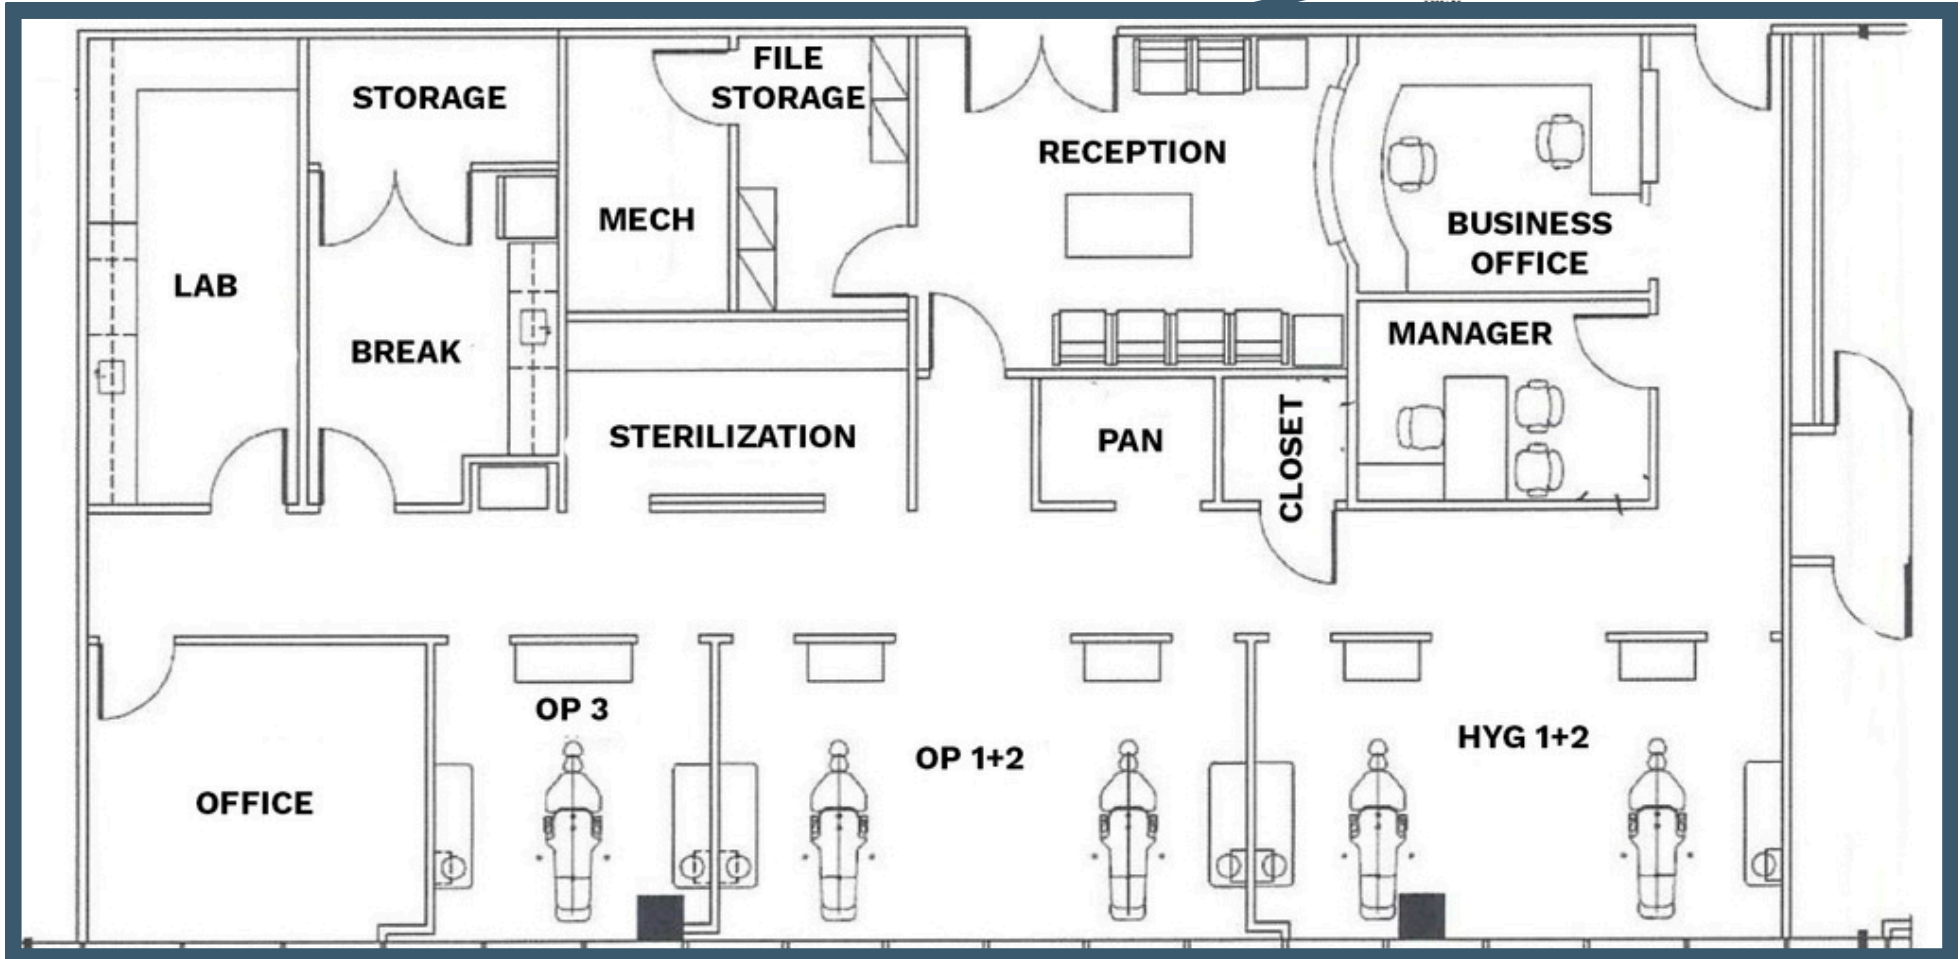 FILE
STORAGE
STORAGE
RECEPTION
MECH
BUSINESS
OFFICE
LAB
BREAK
MANAGER
STERILIZATION
PAN
CLOSET
OP 3
OP 1+2
HYG 1+2
OFFICE